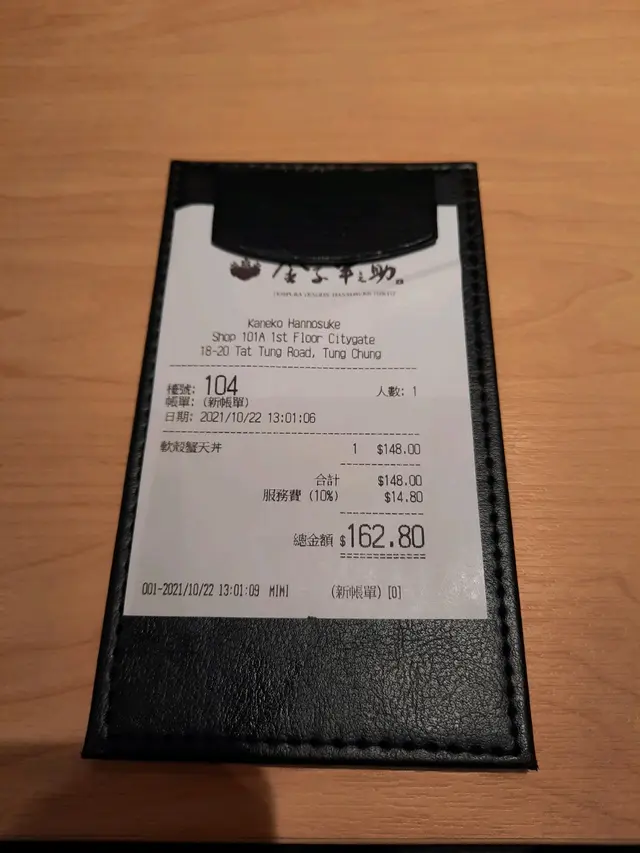 金子半之助
Kaneko Hannosuke
Shop 101A 1st Floor Citygate
18-20 Tat Tung Road, Tung Chung
檯號: 104 人數: 1
帳單: (新帳單)
日期: 2021/10/22 13:01:06
軟殼蟹天丼 1 $148.00
合計 $148.00
服務費 (10%) $14.80
總金額 $162.80
001-2021/10/22 13:01:09 MIMI (新帳單) [0]